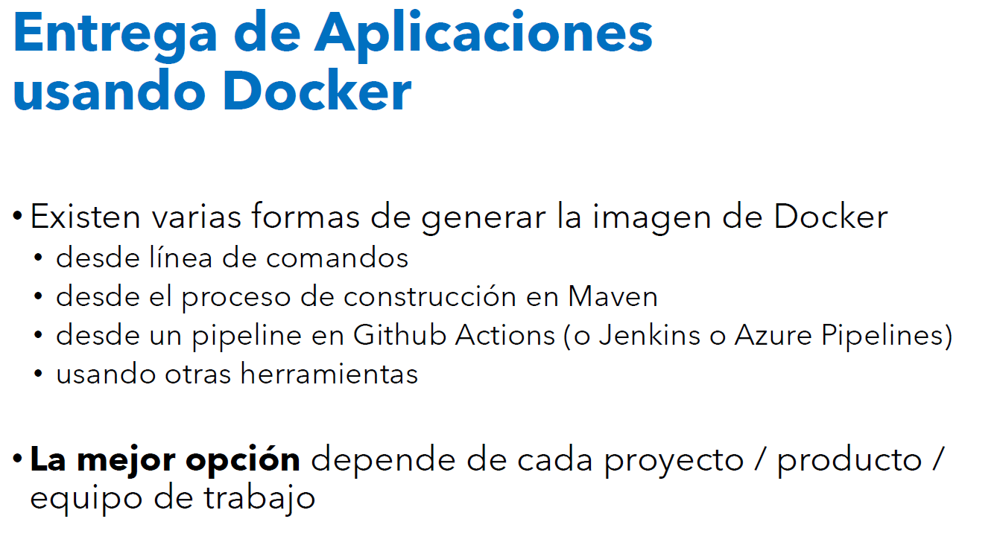 Entrega de Aplicaciones
usando Docker
• Existen varias formas de generar la imagen de Docker
• desde línea de comandos
• desde el proceso de construcción en Maven
• desde un pipeline en Github Actions (o Jenkins o Azure Pipelines)
• usando otras herramientas
• La mejor opción depende de cada proyecto / producto /
equipo de trabajo